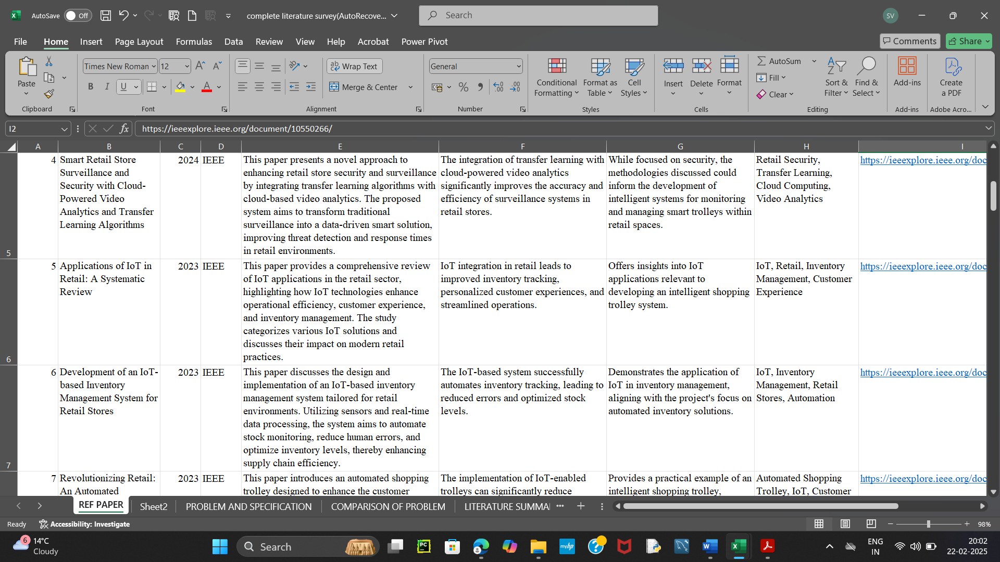 AutoSave Off complete literature survey(AutoRecove... Search SV
File Home Insert Page Layout Formulas Data Review View Help Acrobat Power Pivot Comments Share
Paste Times New Roman 12 Wrap Text General Conditional Formatting Format as Table Cell Styles Insert Delete Format AutoSum Sort & Filter Find & Select Add-ins Create a PDF
B I U Merge & Center Fill
Clear
Clipboard Font Alignment Number Styles Cells Editing Add-ins Adobe Acro...
I2 fx https://ieeexplore.ieee.org/document/10550266/
A B C D E F G H I
5
4
Smart Retail Store
Surveillance and
Security with Cloud-
Powered Video
Analytics and Transfer
Learning Algorithms
2024
IEEE
This paper presents a novel approach to
enhancing retail store security and surveillance
by integrating transfer learning algorithms with
cloud-based video analytics. The proposed
system aims to transform traditional
surveillance into a data-driven smart solution,
improving threat detection and response times
in retail environments.
The integration of transfer learning with
cloud-powered video analytics
significantly improves the accuracy and
efficiency of surveillance systems in
retail stores.
While focused on security, the
methodologies discussed could
inform the development of
intelligent systems for monitoring
and managing smart trolleys within
retail spaces.
Retail Security,
Transfer Learning,
Cloud Computing,
Video Analytics
https://ieeexplore.ieee.org/doc
6
5
Applications of IoT in
Retail: A Systematic
Review
2023
IEEE
This paper provides a comprehensive review
of IoT applications in the retail sector,
highlighting how IoT technologies enhance
operational efficiency, customer experience,
and inventory management. The study
categorizes various IoT solutions and
discusses their impact on modern retail
practices.
IoT integration in retail leads to
improved inventory tracking,
personalized customer experiences, and
streamlined operations.
Offers insights into IoT
applications relevant to
developing an intelligent shopping
trolley system.
IoT, Retail, Inventory
Management, Customer
Experience
https://ieeexplore.ieee.org/doc
7
6
Development of an IoT-
based Inventory
Management System for
Retail Stores
2023
IEEE
This paper discusses the design and
implementation of an IoT-based inventory
management system tailored for retail
environments. Utilizing sensors and real-time
data processing, the system aims to automate
stock monitoring, reduce human errors, and
optimize inventory levels, thereby enhancing
supply chain efficiency.
The IoT-based system successfully
automates inventory tracking, leading to
reduced errors and optimized stock
levels.
Demonstrates the application of
IoT in inventory management,
aligning with the project's focus on
automated inventory solutions.
IoT, Inventory
Management, Retail
Stores, Automation
https://ieeexplore.ieee.org/doc
7
Revolutionizing Retail:
An Automated
2023
IEEE
This paper introduces an automated shopping
trolley designed to enhance the customer
The implementation of IoT-enabled
trolleys can significantly reduce
Provides a practical example of an
intelligent shopping trolley,
Automated Shopping
Trolley, IoT, Customer
https://ieeexplore.ieee.org/doc
REF PAPER Sheet2 PROBLEM AND SPECIFICATION COMPARISON OF PROBLEM LITERATURE SUMMA
Ready Accessibility: Investigate 98%
6 14°C
Cloudy
Search
PC
myhp
ENG
IN
20:02
22-02-2025